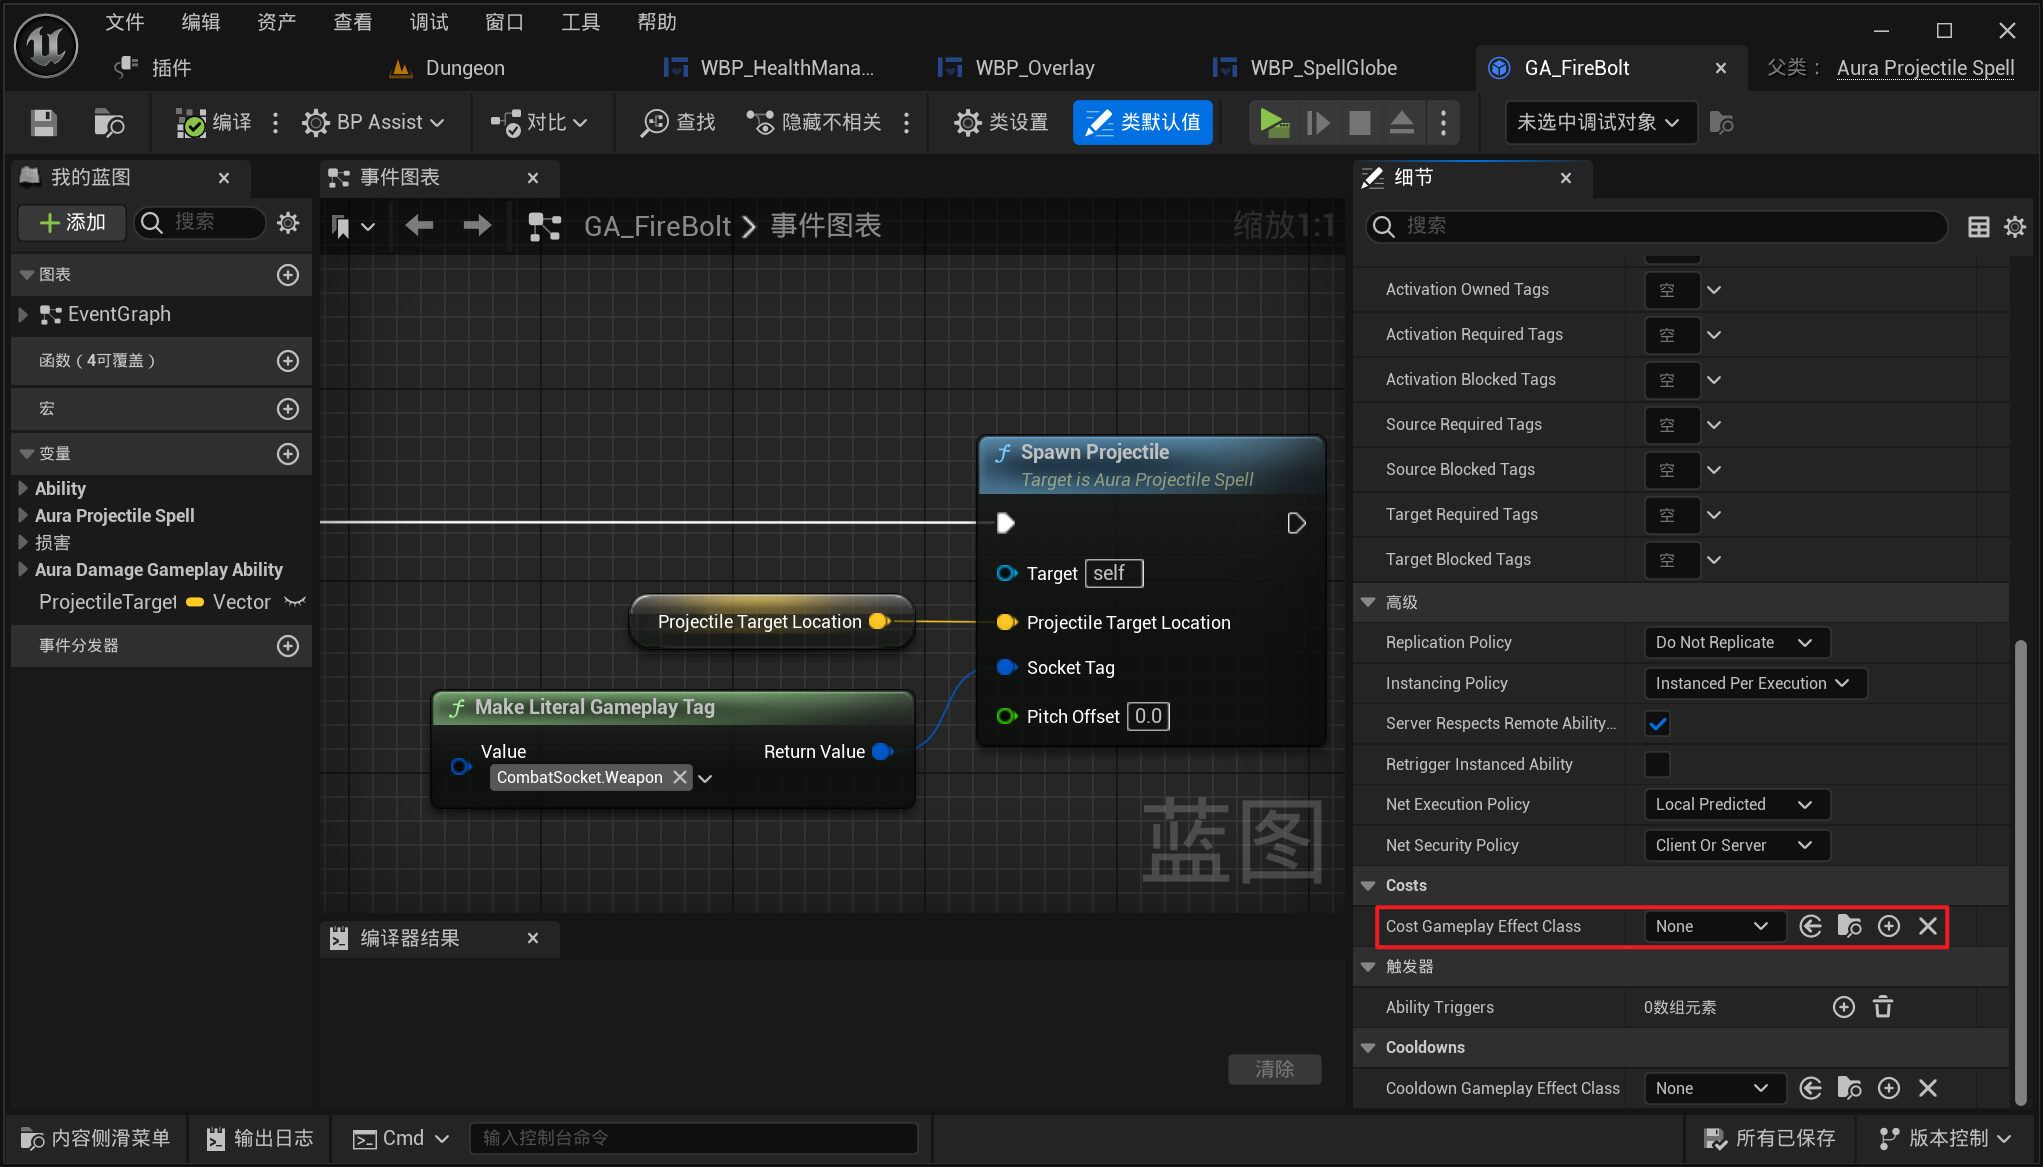 文件 编辑 资产 查看 调试 窗口 工具 帮助
插件 Dungeon WBP_HealthMana... WBP_Overlay WBP_SpellGlobe GA_FireBolt 父类： Aura Projectile Spell
编译 BP Assist 对比 查找 隐藏不相关 类设置 类默认值 未选中调试对象
我的蓝图
添加 搜索
图表
EventGraph
函数（4可覆盖）
宏
变量
Ability
Aura Projectile Spell
损害
Aura Damage Gameplay Ability
ProjectileTarget Vector
事件分发器
事件图表
GA_FireBolt 事件图表 缩放1:1
Spawn Projectile
Target is Aura Projectile Spell
Target self
Projectile Target Location
Projectile Target Location
Socket Tag
Pitch Offset 0.0
Make Literal Gameplay Tag
Value Return Value
CombatSocket.Weapon
蓝图
编译器结果
清除
细节
搜索
Activation Owned Tags 空
Activation Required Tags 空
Activation Blocked Tags 空
Source Required Tags 空
Source Blocked Tags 空
Target Required Tags 空
Target Blocked Tags 空
高级
Replication Policy Do Not Replicate
Instancing Policy Instanced Per Execution
Server Respects Remote Ability...
Retrigger Instanced Ability
Net Execution Policy Local Predicted
Net Security Policy Client Or Server
Costs
Cost Gameplay Effect Class None
触发器
Ability Triggers 0数组元素
Cooldowns
Cooldown Gameplay Effect Class None
内容侧滑菜单 输出日志 Cmd 输入控制台命令 所有已保存 版本控制